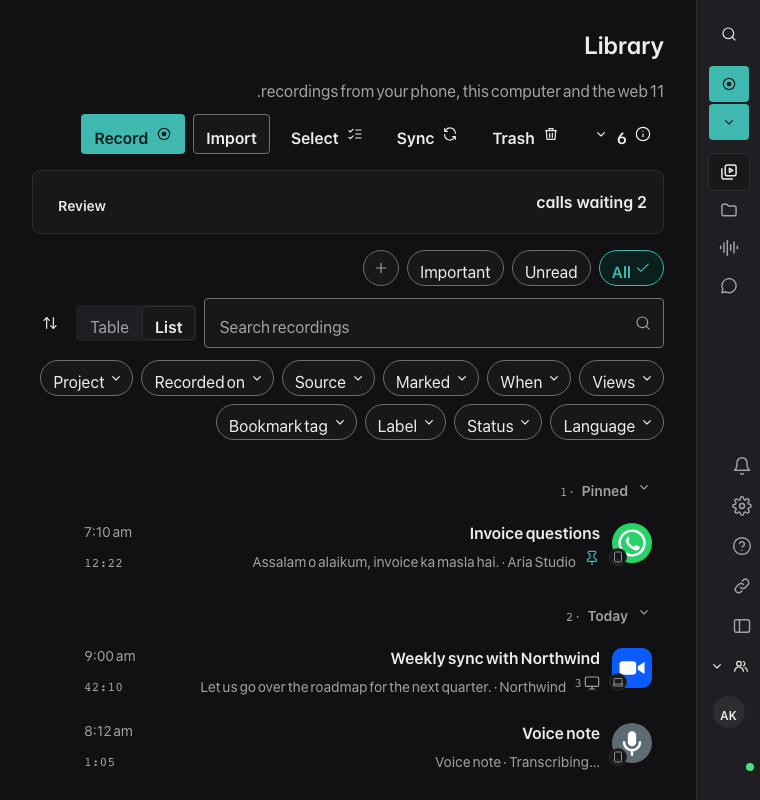 Library
.recordings from your phone, this computer and the web 11
Record Import Select Sync Trash 6
calls waiting 2
Review
All Unread Important
Search recordings
List Table
Views When Marked Source Recorded on Project
Language Status Label Bookmark tag
Pinned · 1
Invoice questions
7:10 am
Assalam o alaikum, invoice ka masla hai. · Aria Studio
12:22
Today · 2
Weekly sync with Northwind
9:00 am
3 Let us go over the roadmap for the next quarter. · Northwind
42:10
Voice note
8:12 am
Voice note · Transcribing...
1:05
AK